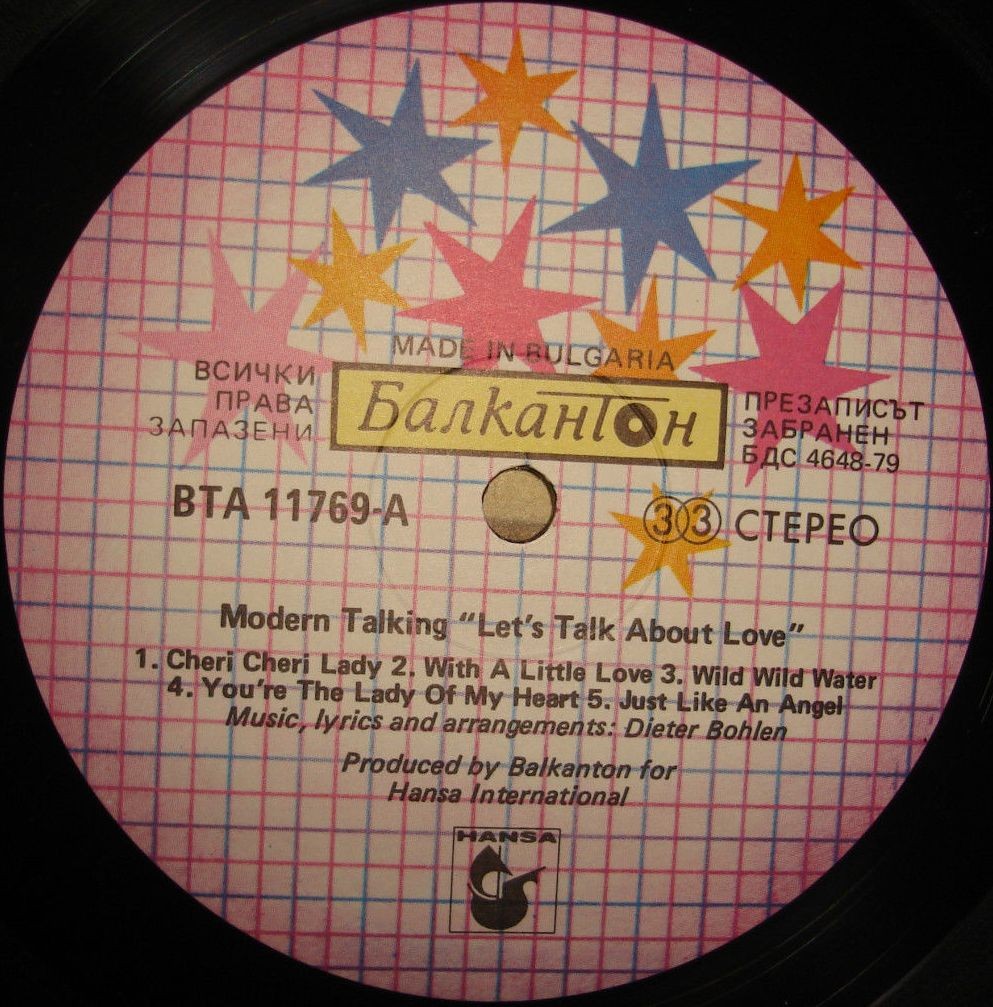 MADE IN BULGARIA
ВСИЧКИ
ПРАВА
ЗАПАЗЕНИ
Балкантон
ПРЕЗАПИСЪТ
ЗАБРАНЕН
БДС 4648-79
ВТА 11769-А
33 СТЕРЕО
Modern Talking "Let's Talk About Love"
1. Cheri Cheri Lady 2. With A Little Love 3. Wild Wild Water
4. You're The Lady Of My Heart 5. Just Like An Angel
Music, lyrics and arrangements: Dieter Bohlen
Produced by Balkanton for
Hansa International
HANSA